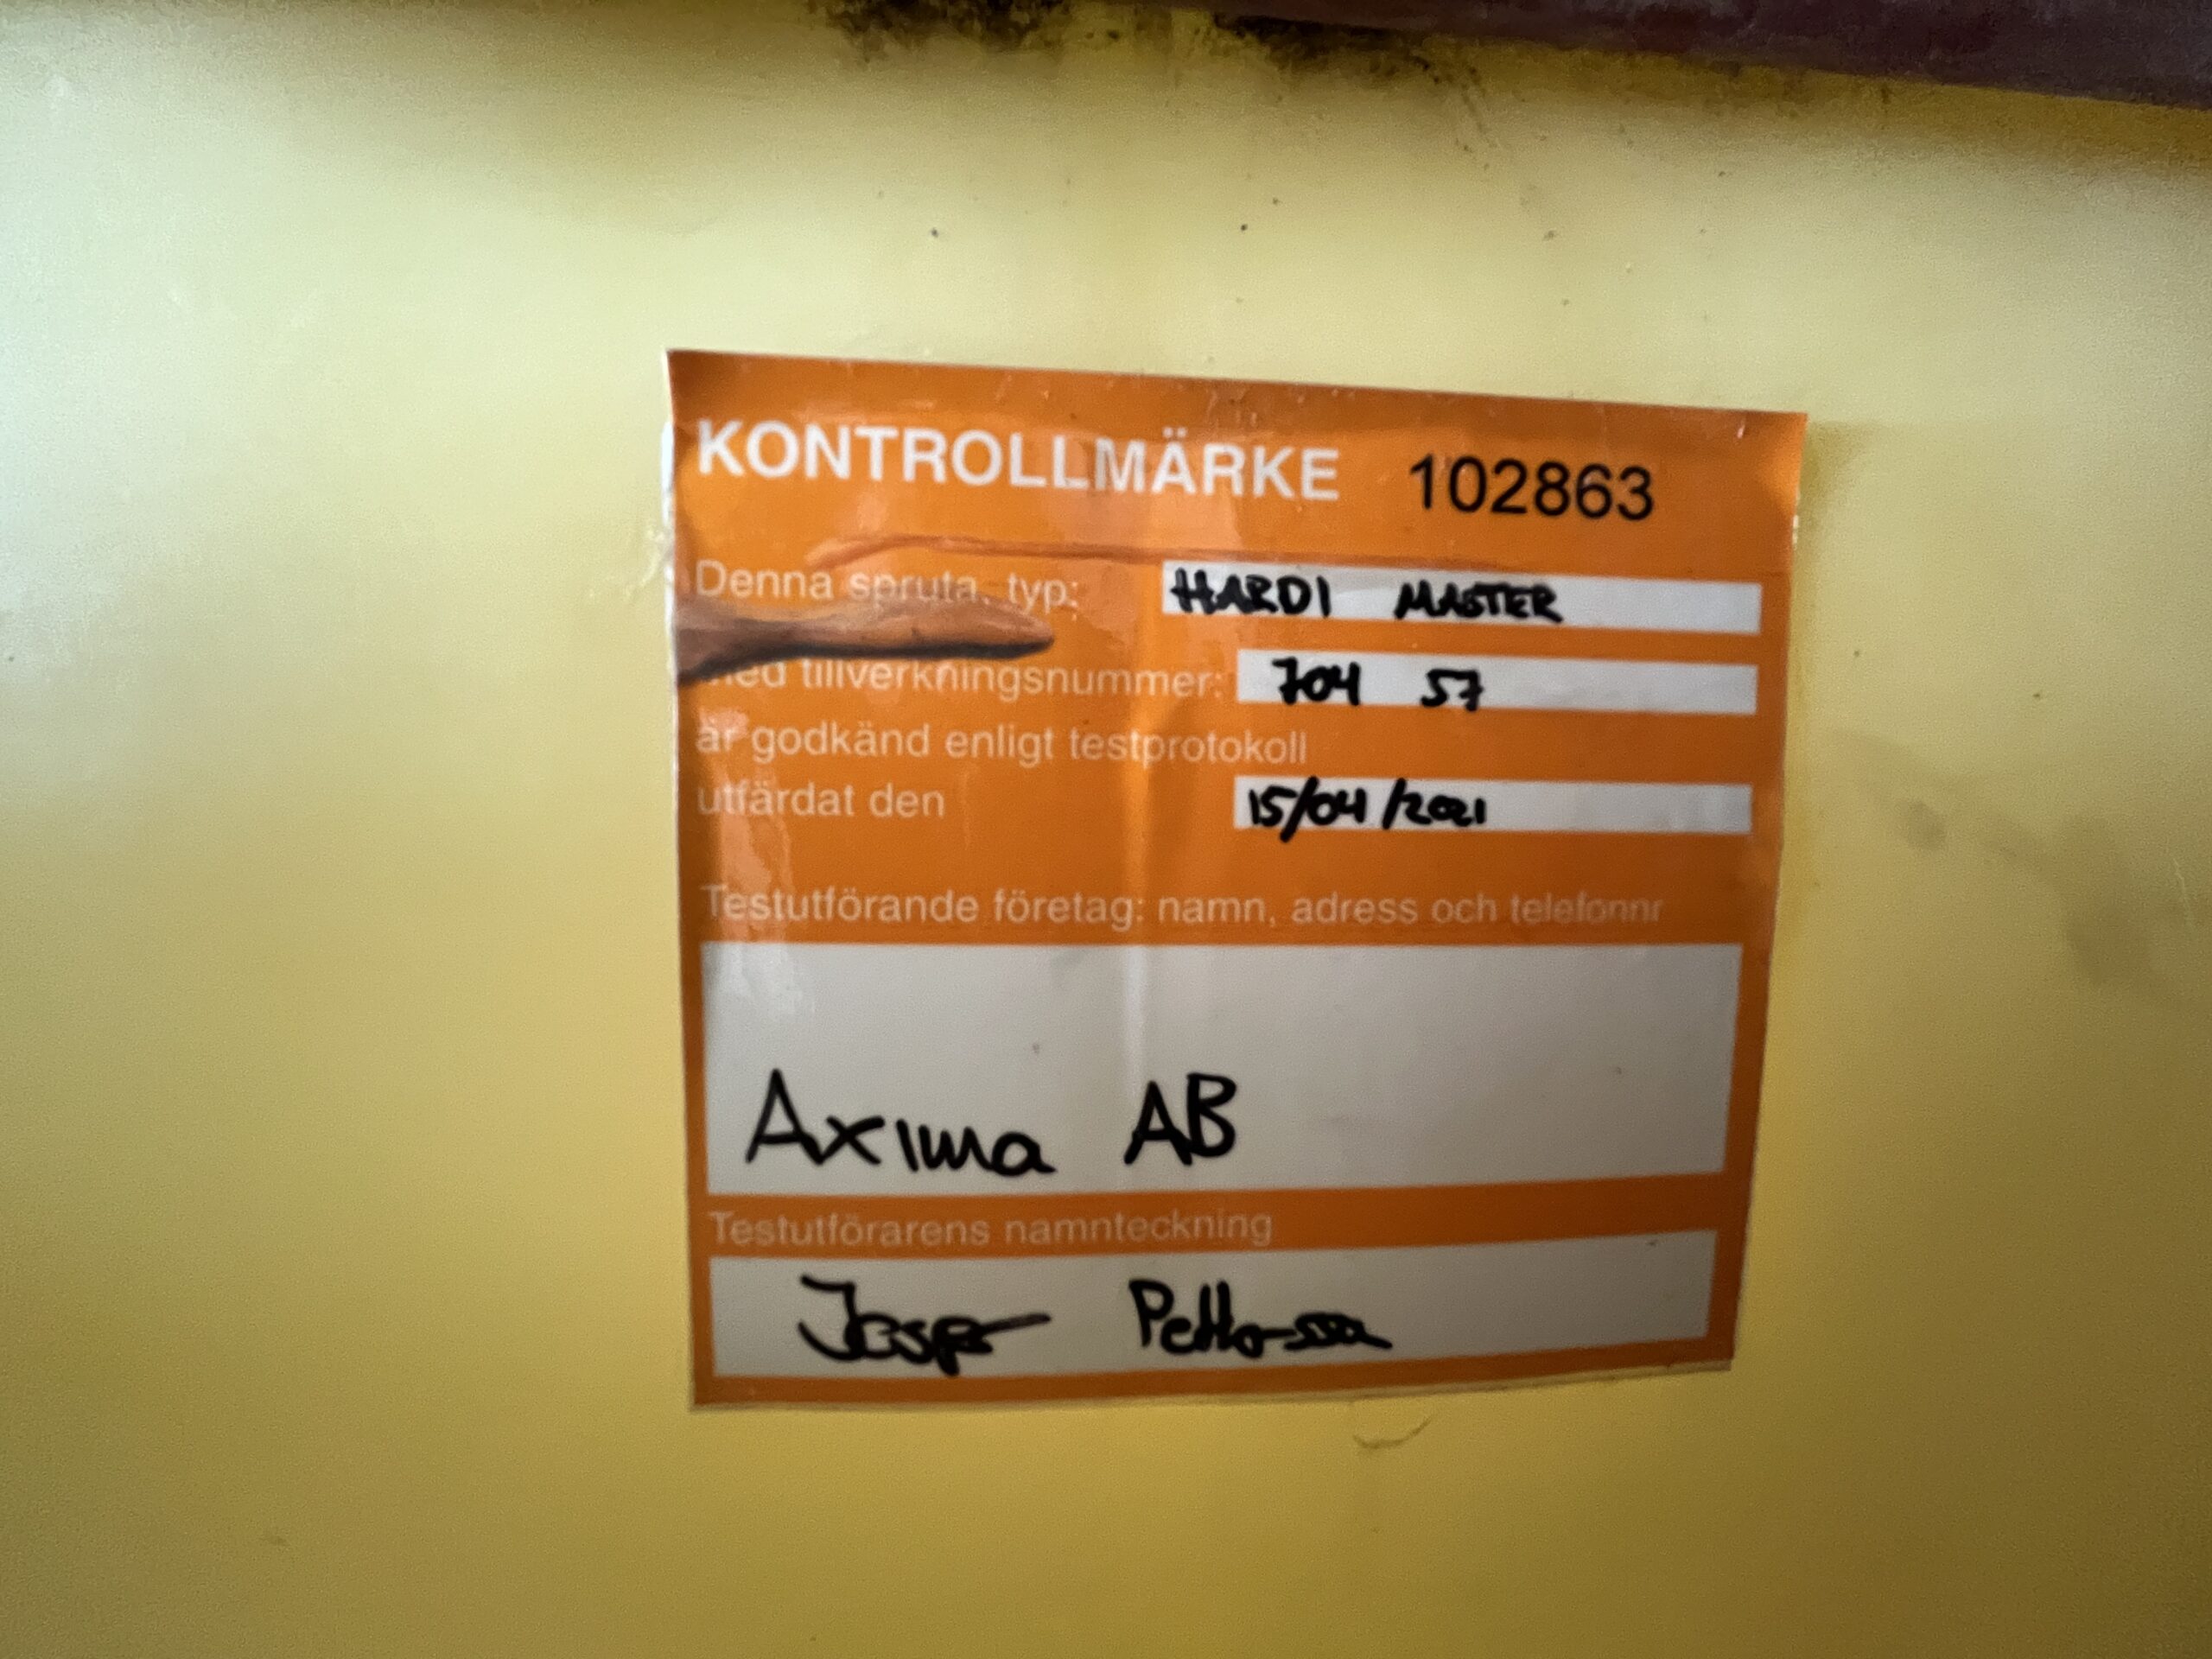 KONTROLLMÄRKE 102863
Denna spruta, typ: HARDI MASTER
med tillverkningsnummer: 704 57
är godkänd enligt testprotokoll
utfärdat den 15/04/2021
Testutförande företag: namn, adress och telefonnr
Axima AB
Testutförarens namnteckning
Jesper